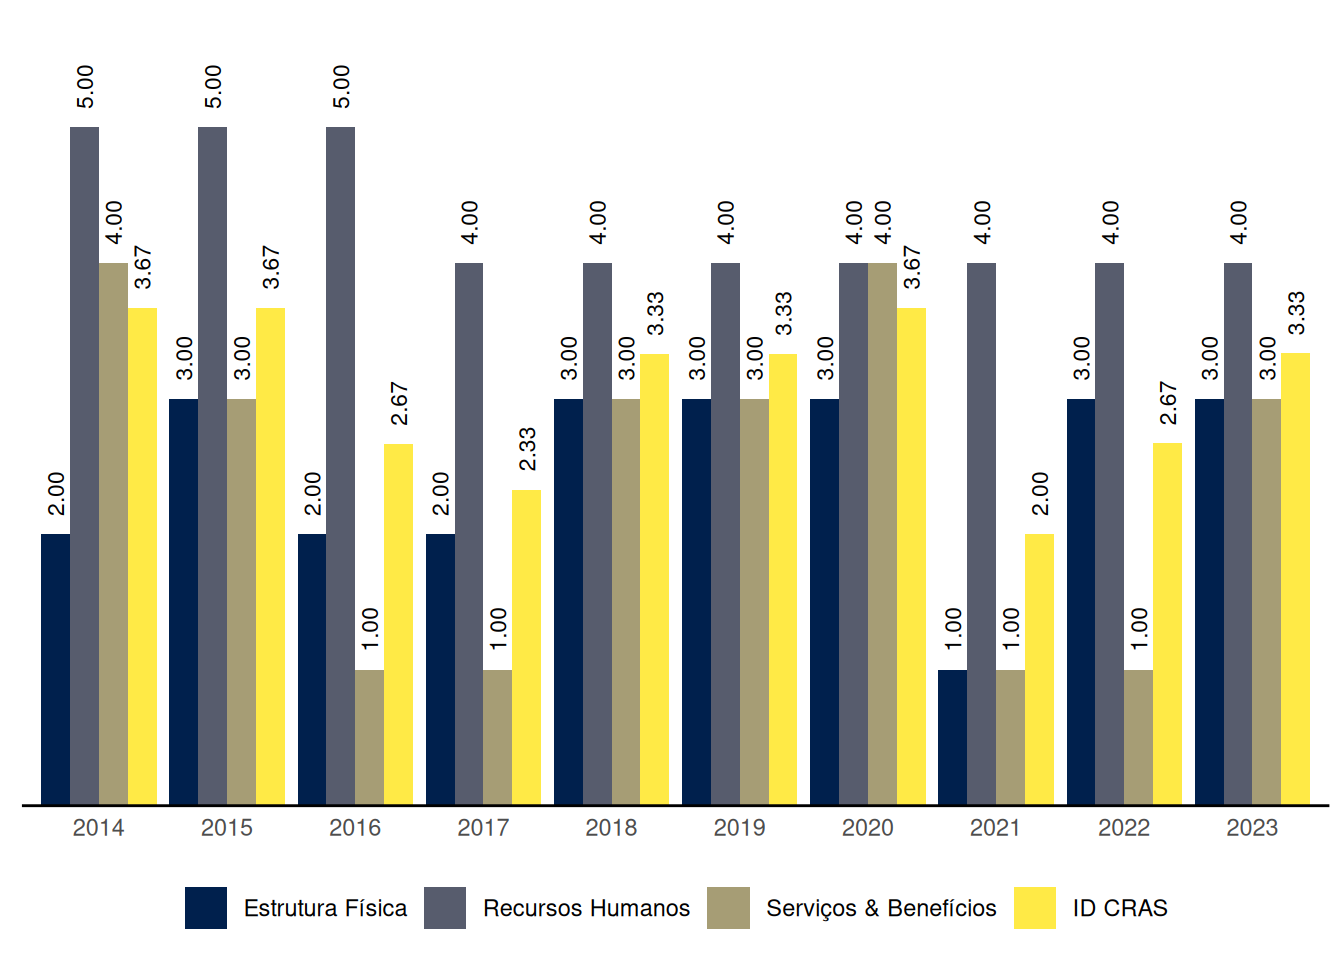 5.00 5.00 5.00
4.00 4.00 4.00 4.00 4.00 4.00 4.00 4.00 4.00
3.67 3.67 3.67
3.33 3.33 3.33
3.00 3.00 3.00 3.00 3.00 3.00 3.00 3.00 3.00 3.00
2.67 2.67
2.33
2.00 2.00 2.00 2.00
1.00 1.00 1.00 1.00 1.00
2014 2015 2016 2017 2018 2019 2020 2021 2022 2023
Estrutura Física Recursos Humanos Serviços & Benefícios ID CRAS